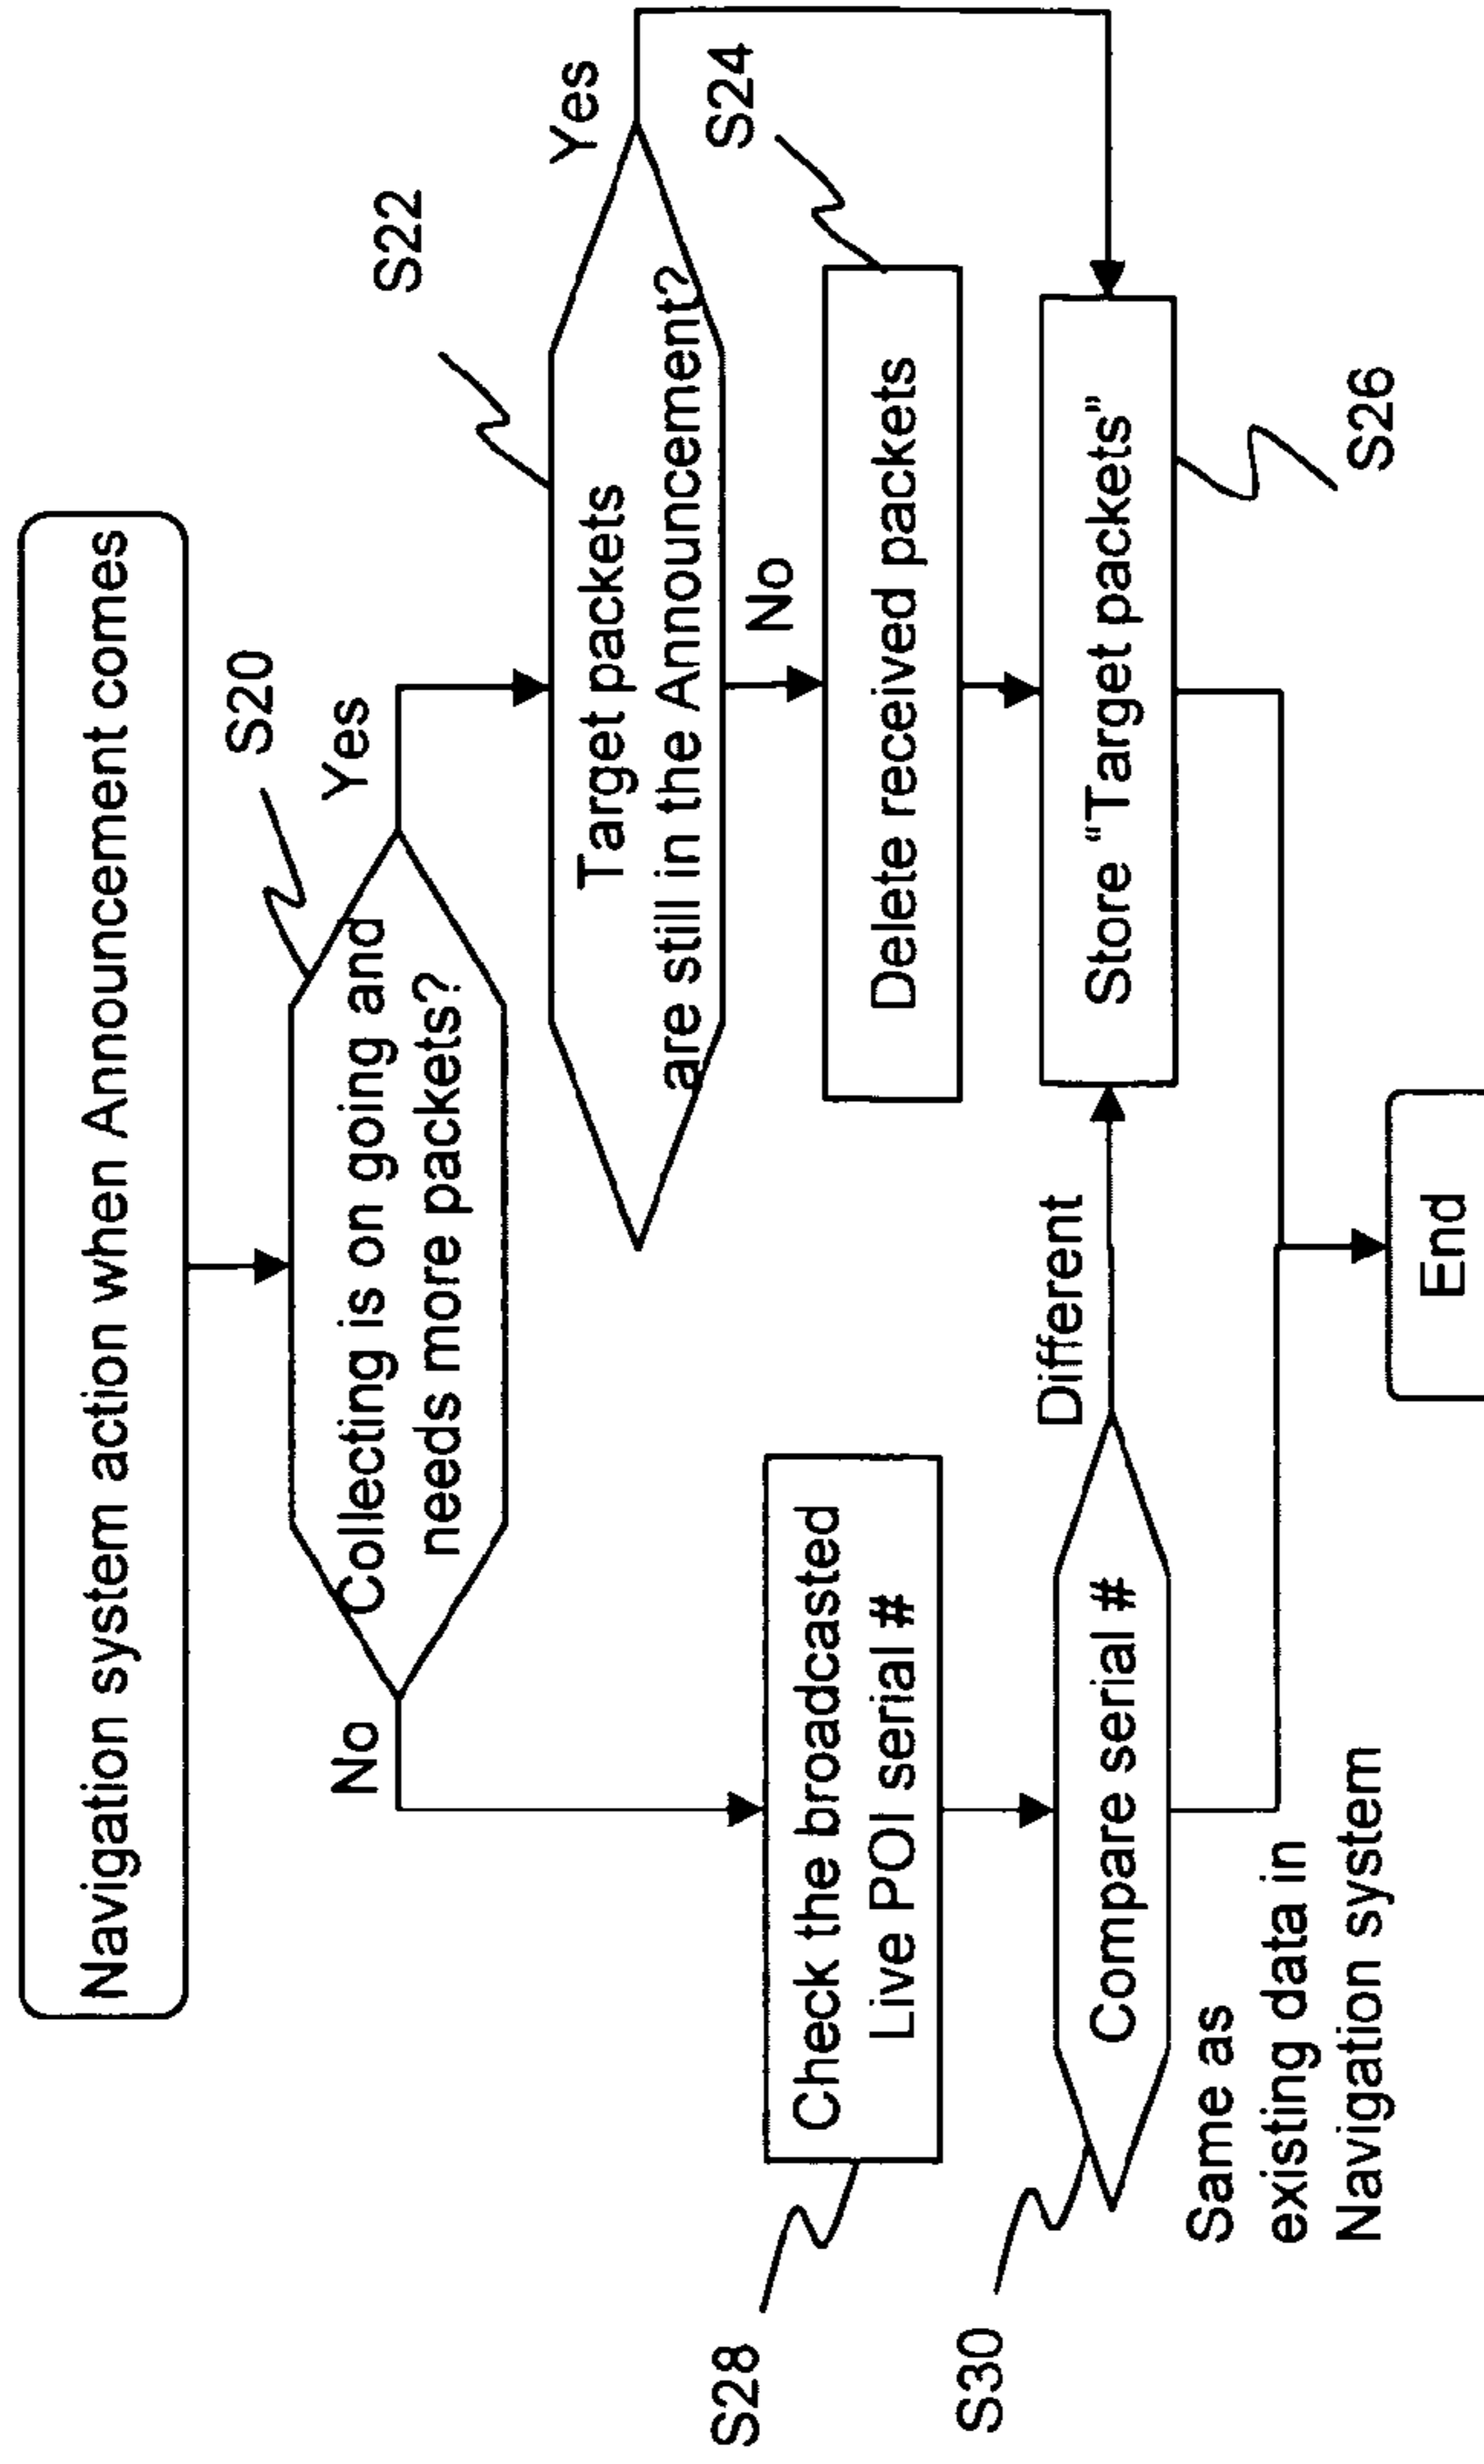 Navigation system action when Announcement comes
S20
Collecting is on going and
needs more packets?
Yes
No
S22
Target packets
are still in the Announcement?
Yes
No
S24
Delete received packets
S28
Check the broadcasted
Live POI serial #
S30
Compare serial #
Different
Store “Target packets”
S26
Same as
existing data in
Navigation system
End